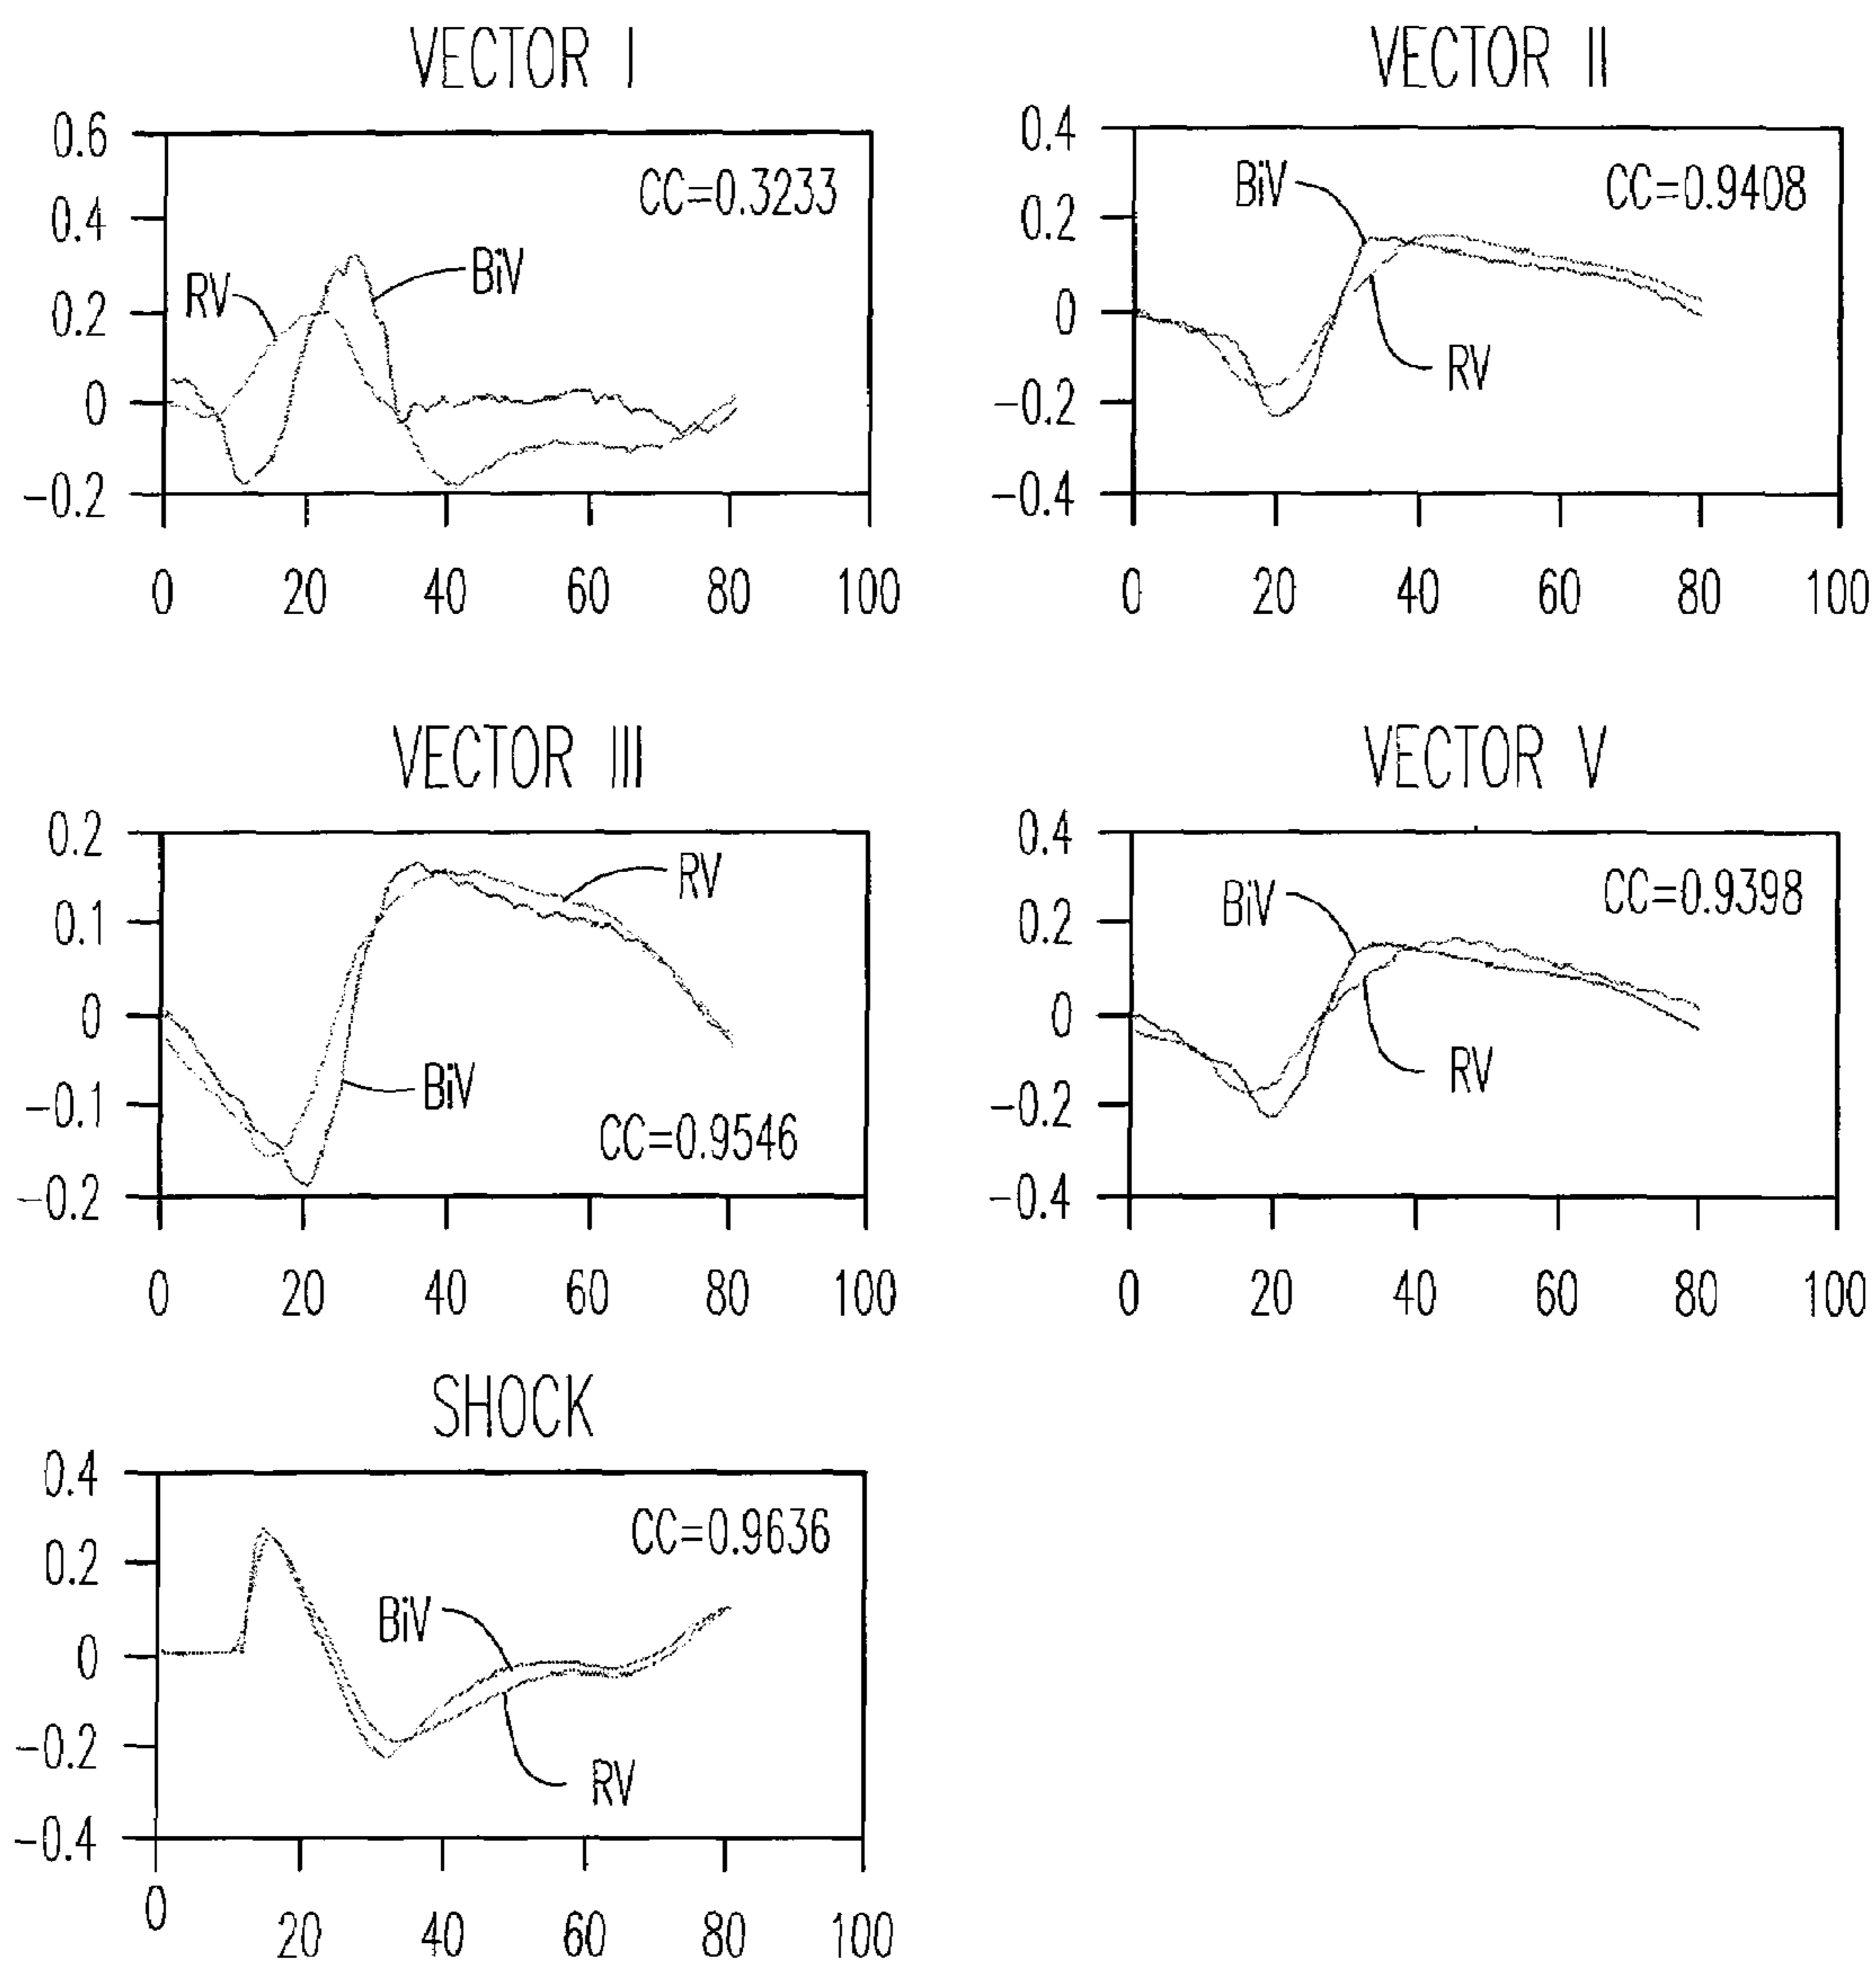 VECTOR I
0.6
0.4
0.2
0
-0.2
CC=0.3233
RV
BiV
0 20 40 60 80 100
VECTOR II
0.4
0.2
0
-0.2
-0.4
BiV
CC=0.9408
RV
0 20 40 60 80 100
VECTOR III
0.2
0.1
0
-0.1
-0.2
RV
BiV
CC=0.9546
0 20 40 60 80 100
VECTOR V
0.4
0.2
0
-0.2
-0.4
BiV
CC=0.9398
RV
0 20 40 60 80 100
SHOCK
0.4
0.2
0
-0.2
-0.4
CC=0.9636
BiV
RV
0 20 40 60 80 100